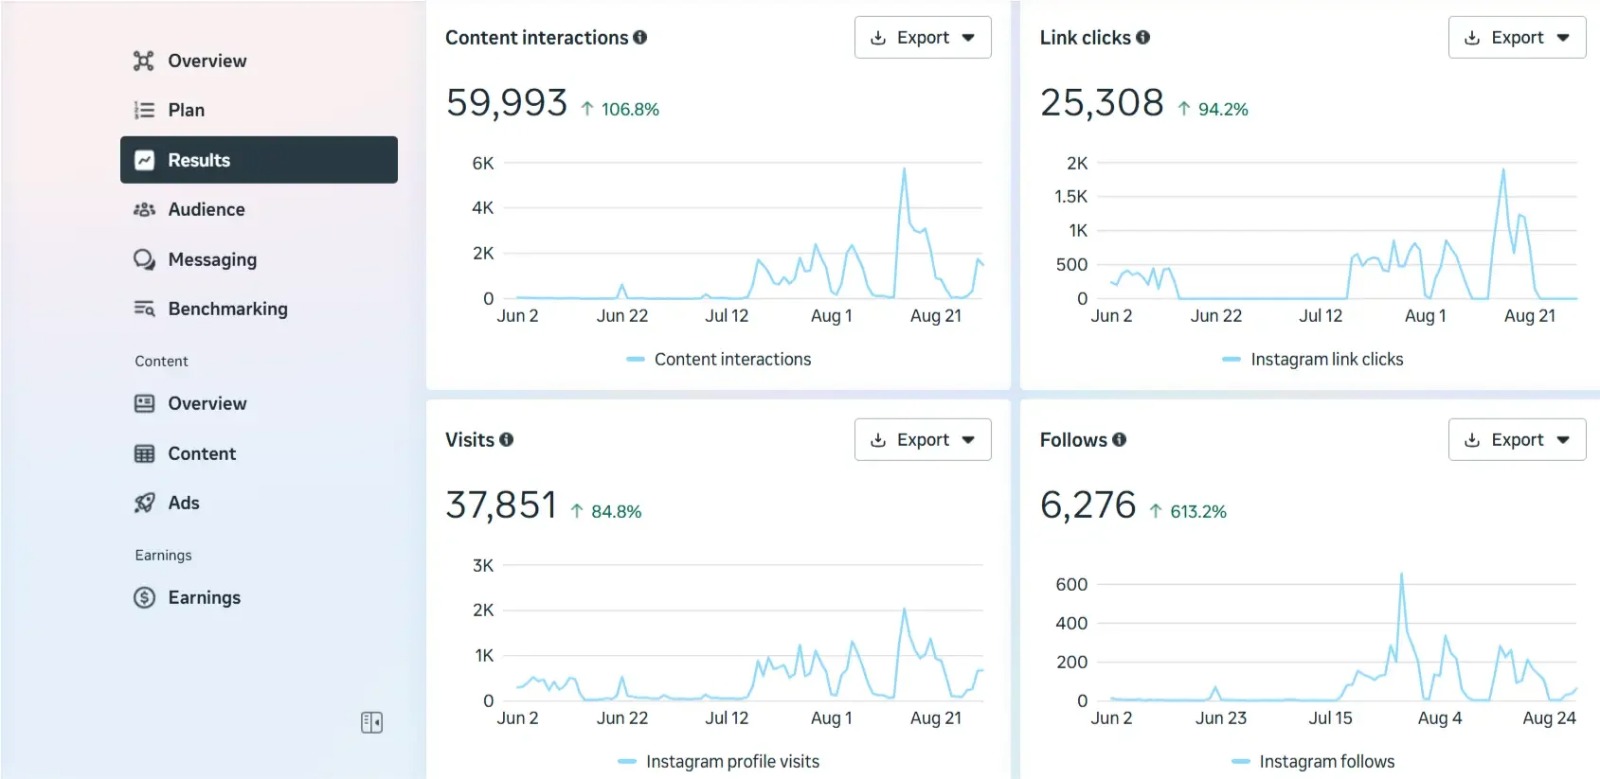 Overview
Plan
Results
Audience
Messaging
Benchmarking
Content
Overview
Content
Ads
Earnings
Earnings
Content interactions
Export
59,993 ↑ 106.8%
6K
4K
2K
0
Jun 2 Jun 22 Jul 12 Aug 1 Aug 21
Content interactions
Link clicks
Export
25,308 ↑ 94.2%
2K
1.5K
1K
500
0
Jun 2 Jun 22 Jul 12 Aug 1 Aug 21
Instagram link clicks
Visits
Export
37,851 ↑ 84.8%
3K
2K
1K
0
Jun 2 Jun 22 Jul 12 Aug 1 Aug 21
Instagram profile visits
Follows
Export
6,276 ↑ 613.2%
600
400
200
0
Jun 2 Jun 23 Jul 15 Aug 4 Aug 24
Instagram follows